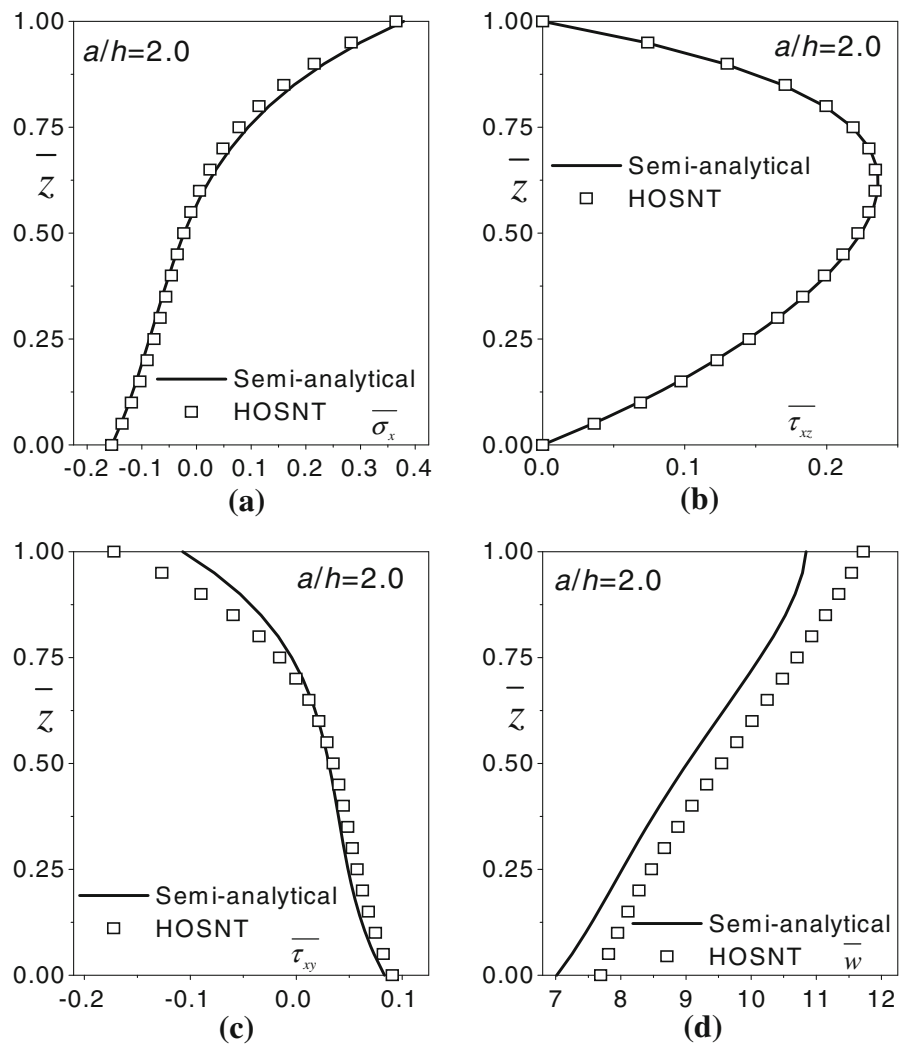 1.00
a/h=2.0
0.75
z̅
0.50
0.25
Semi-analytical
HOSNT
σ̅x̅
0.00
-0.2 -0.1 0.0 0.1 0.2 0.3 0.4
(a)
1.00
a/h=2.0
0.75
Semi-analytical
z̅
HOSNT
0.50
0.25
τ̅x̅z̅
0.00
0.0 0.1 0.2
(b)
1.00
a/h=2.0
0.75
z̅
0.50
0.25
Semi-analytical
HOSNT
τ̅x̅y̅
0.00
-0.2 -0.1 0.0 0.1
(c)
1.00
a/h=2.0
0.75
z̅
0.50
0.25
Semi-analytical
HOSNT
w̅
0.00
7 8 9 10 11 12
(d)